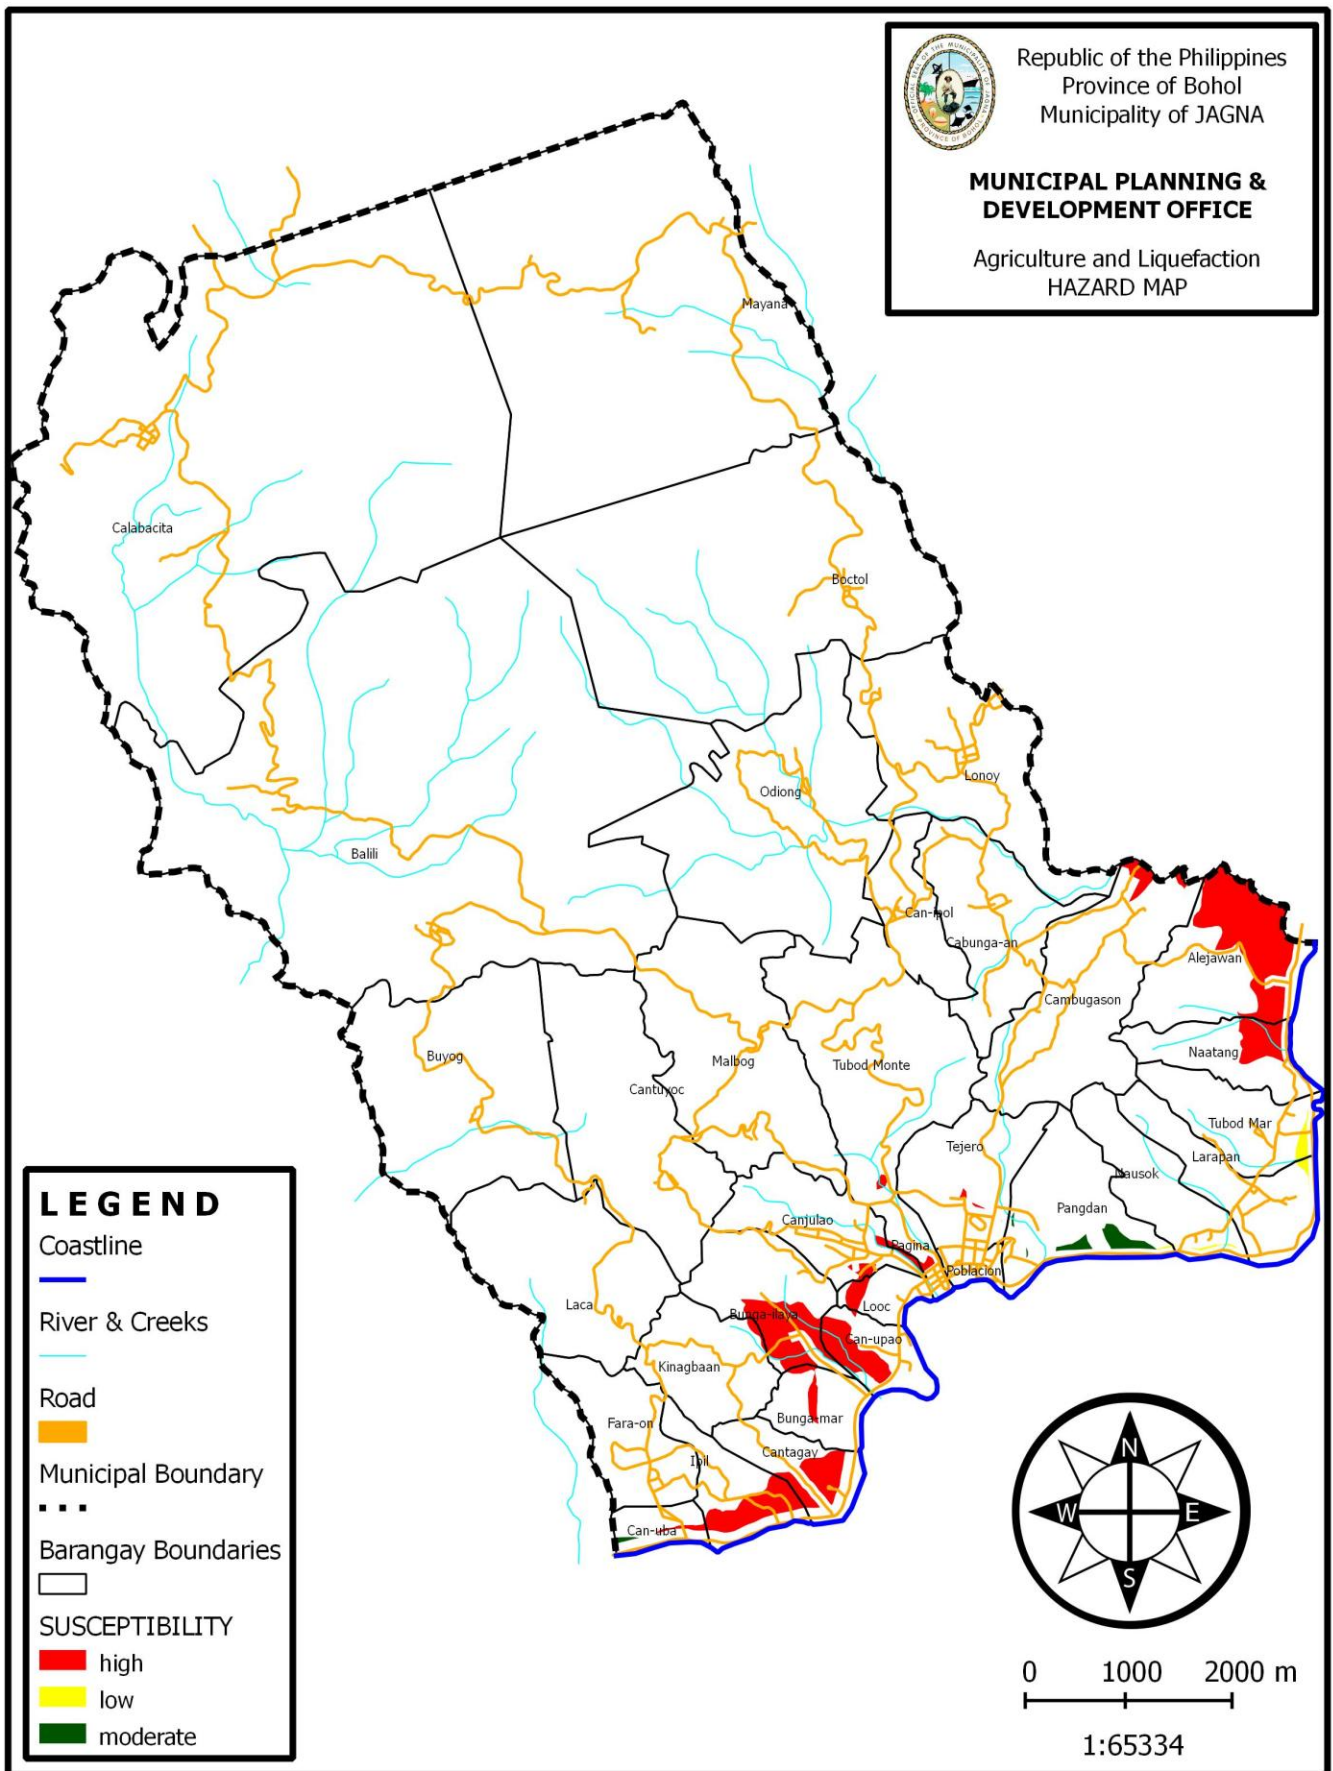 Republic of the Philippines
Province of Bohol
Municipality of JAGNA
MUNICIPAL PLANNING &
DEVELOPMENT OFFICE
Agriculture and Liquefaction
HAZARD MAP
Mayana
Calabacita
Boctol
Lonoy
Odiong
Balili
Can-ipol
Cabunga-an
Alejawan
Cambugason
Naatang
Buyog
Malbog
Tubod Monte
Cantuyoc
Tubod Mar
Tejero
Larapan
Nausok
Pangdan
Canjulao
Pagina
Poblacion
Laca
Looc
Bunga-ilaya
Can-upao
Kinagbaan
Fara-on
Bunga-mar
Cantagay
Ipil
Can-uba
LEGEND
Coastline
River & Creeks
Road
Municipal Boundary
Barangay Boundaries
SUSCEPTIBILITY
high
low
moderate
N
W E
S
0 1000 2000 m
1:65334